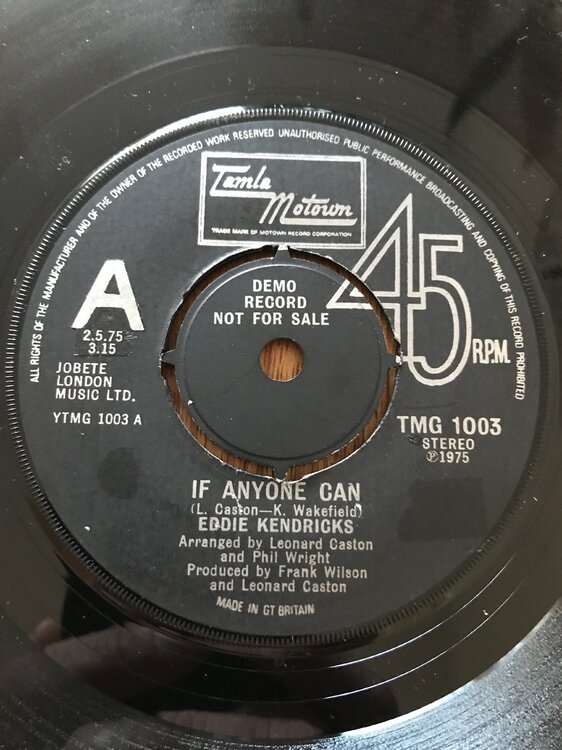 ALL RIGHTS OF THE MANUFACTURER AND OF THE OWNER OF THE RECORDED WORK RESERVED UNAUTHORISED PUBLIC PERFORMANCE BROADCASTING AND COPYING OF THIS RECORD PROHIBITED
Tamla
Motown
TRADE MARK OF MOTOWN RECORD CORPORATION
45
RPM.
A
2.5.75
3.15
JOBETE
LONDON
MUSIC LTD.
YTMG 1003 A
DEMO
RECORD
NOT FOR SALE
TMG 1003
STEREO
℗1975
IF ANYONE CAN
(L. Caston—K. Wakefield)
EDDIE KENDRICKS
Arranged by Leonard Caston
and Phil Wright
Produced by Frank Wilson
and Leonard Caston
MADE IN GT BRITAIN